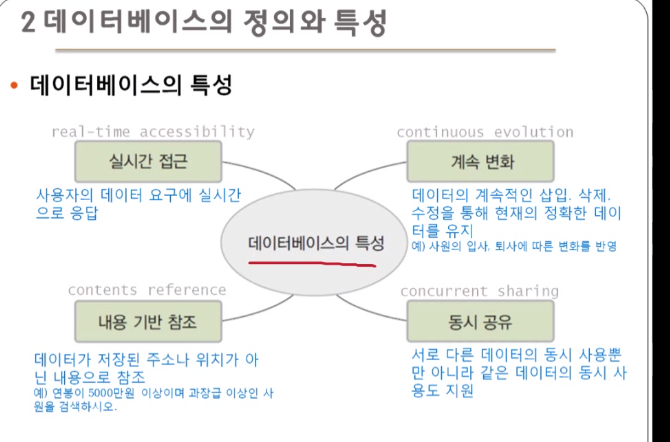 2 데이터베이스의 정의와 특성
• 데이터베이스의 특성
real-time accessibility
실시간 접근
사용자의 데이터 요구에 실시간
으로 응답
continuous evolution
계속 변화
데이터의 계속적인 삽입. 삭제.
수정을 통해 현재의 정확한 데이
터를 유지
예) 사원의 입사. 퇴사에 따른 변화를 반영
데이터베이스의 특성
contents reference
내용 기반 참조
데이터가 저장된 주소나 위치가 아
닌 내용으로 참조
예) 연봉이 5000만원 이상이며 과장급 이상인 사
원을 검색하시오.
concurrent sharing
동시 공유
서로 다른 데이터의 동시 사용뿐
만 아니라 같은 데이터의 동시 사
용도 지원